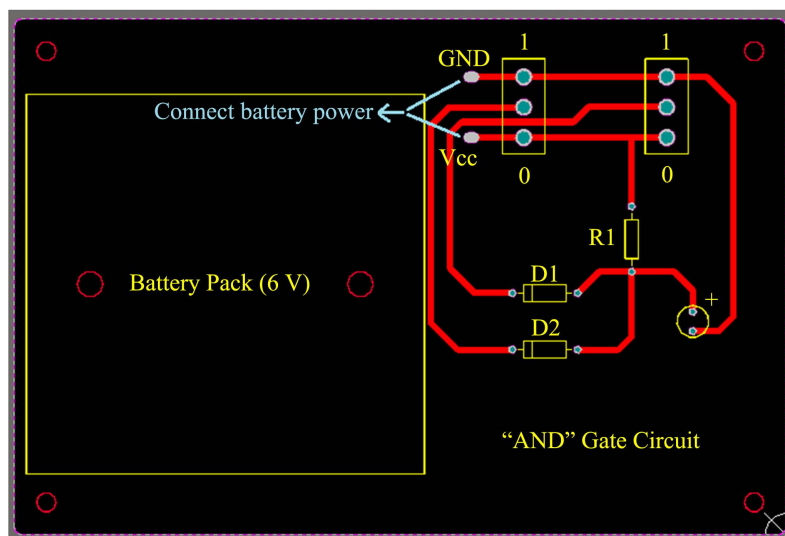 1
1
GND
Connect battery power
Vcc
0
0
R1
Battery Pack (6 V)
D1
+
D2
“AND” Gate Circuit